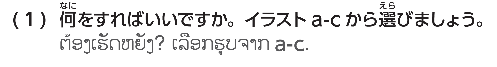 (1) 何をすればいいですか。イラスト a-c から選びましょう。
ຕ້ອງເຮັດຫຍັງ? ເລືອກຮູບຈາກ a-c.